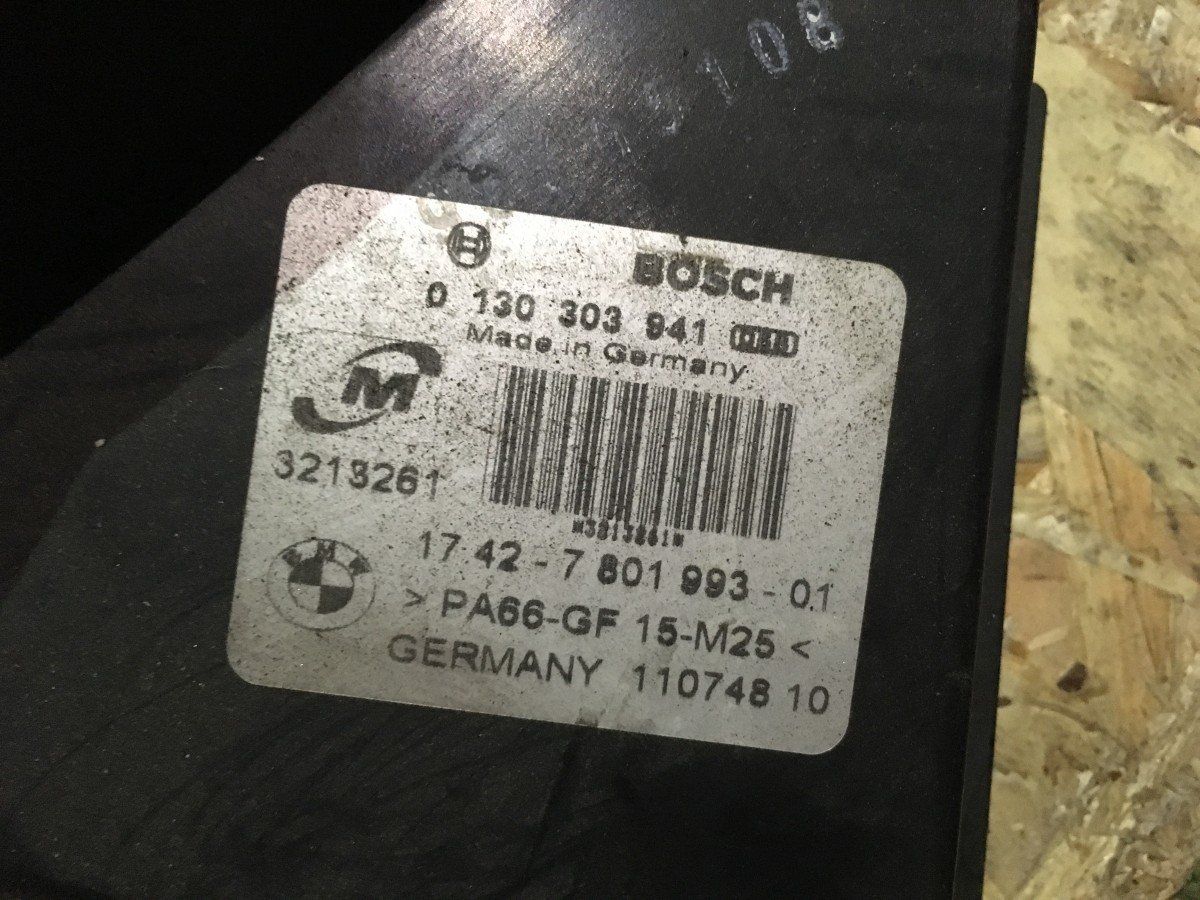 5108
BOSCH
0 130 303 941
Made in Germany
M
3213261
17 42 - 7 801 993 - 01
> PA66-GF 15-M25 <
GERMANY 110748 10